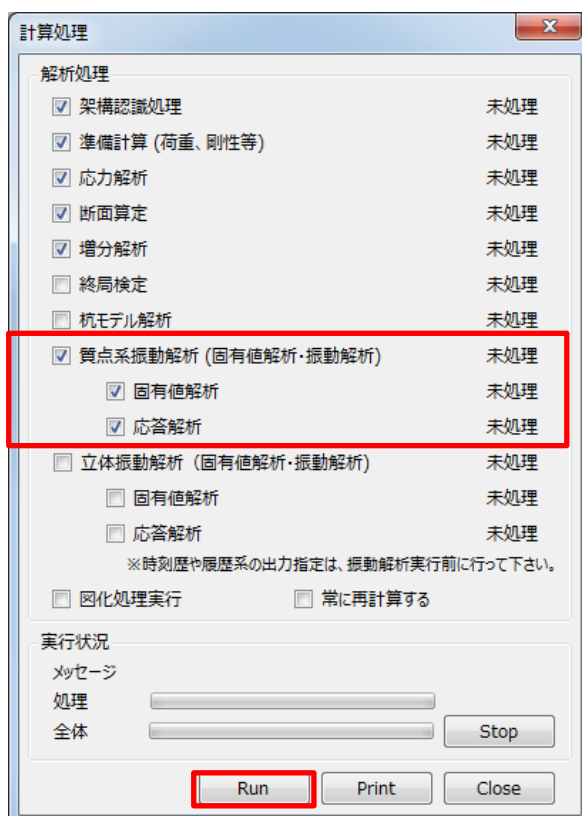 計算処理
解析処理
架構認識処理 未処理
準備計算 (荷重、剛性等) 未処理
応力解析 未処理
断面算定 未処理
増分解析 未処理
終局検定 未処理
杭モデル解析 未処理
質点系振動解析 (固有値解析・振動解析) 未処理
固有値解析 未処理
応答解析 未処理
立体振動解析 (固有値解析・振動解析) 未処理
固有値解析 未処理
応答解析 未処理
※時刻歴や履歴系の出力指定は、振動解析実行前に行って下さい。
図化処理実行 常に再計算する
実行状況
メッセージ
処理
全体 Stop
Run Print Close